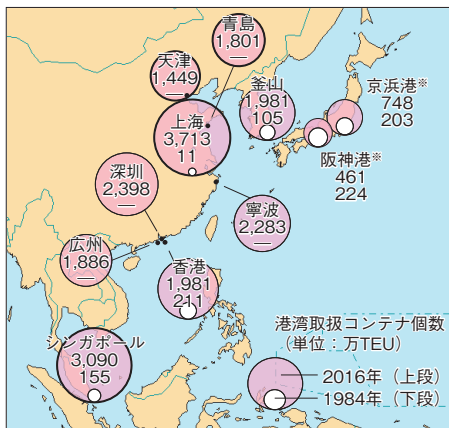 青島
1,801
—
天津
1,449
—
釜山
1,981
105
京浜港※
748
203
上海
3,713
11
阪神港※
461
224
深圳
2,398
—
寧波
2,283
—
広州
1,886
—
香港
1,981
211
シンガポール
3,090
155
港湾取扱コンテナ個数
（単位：万TEU）
2016年（上段）
1984年（下段）